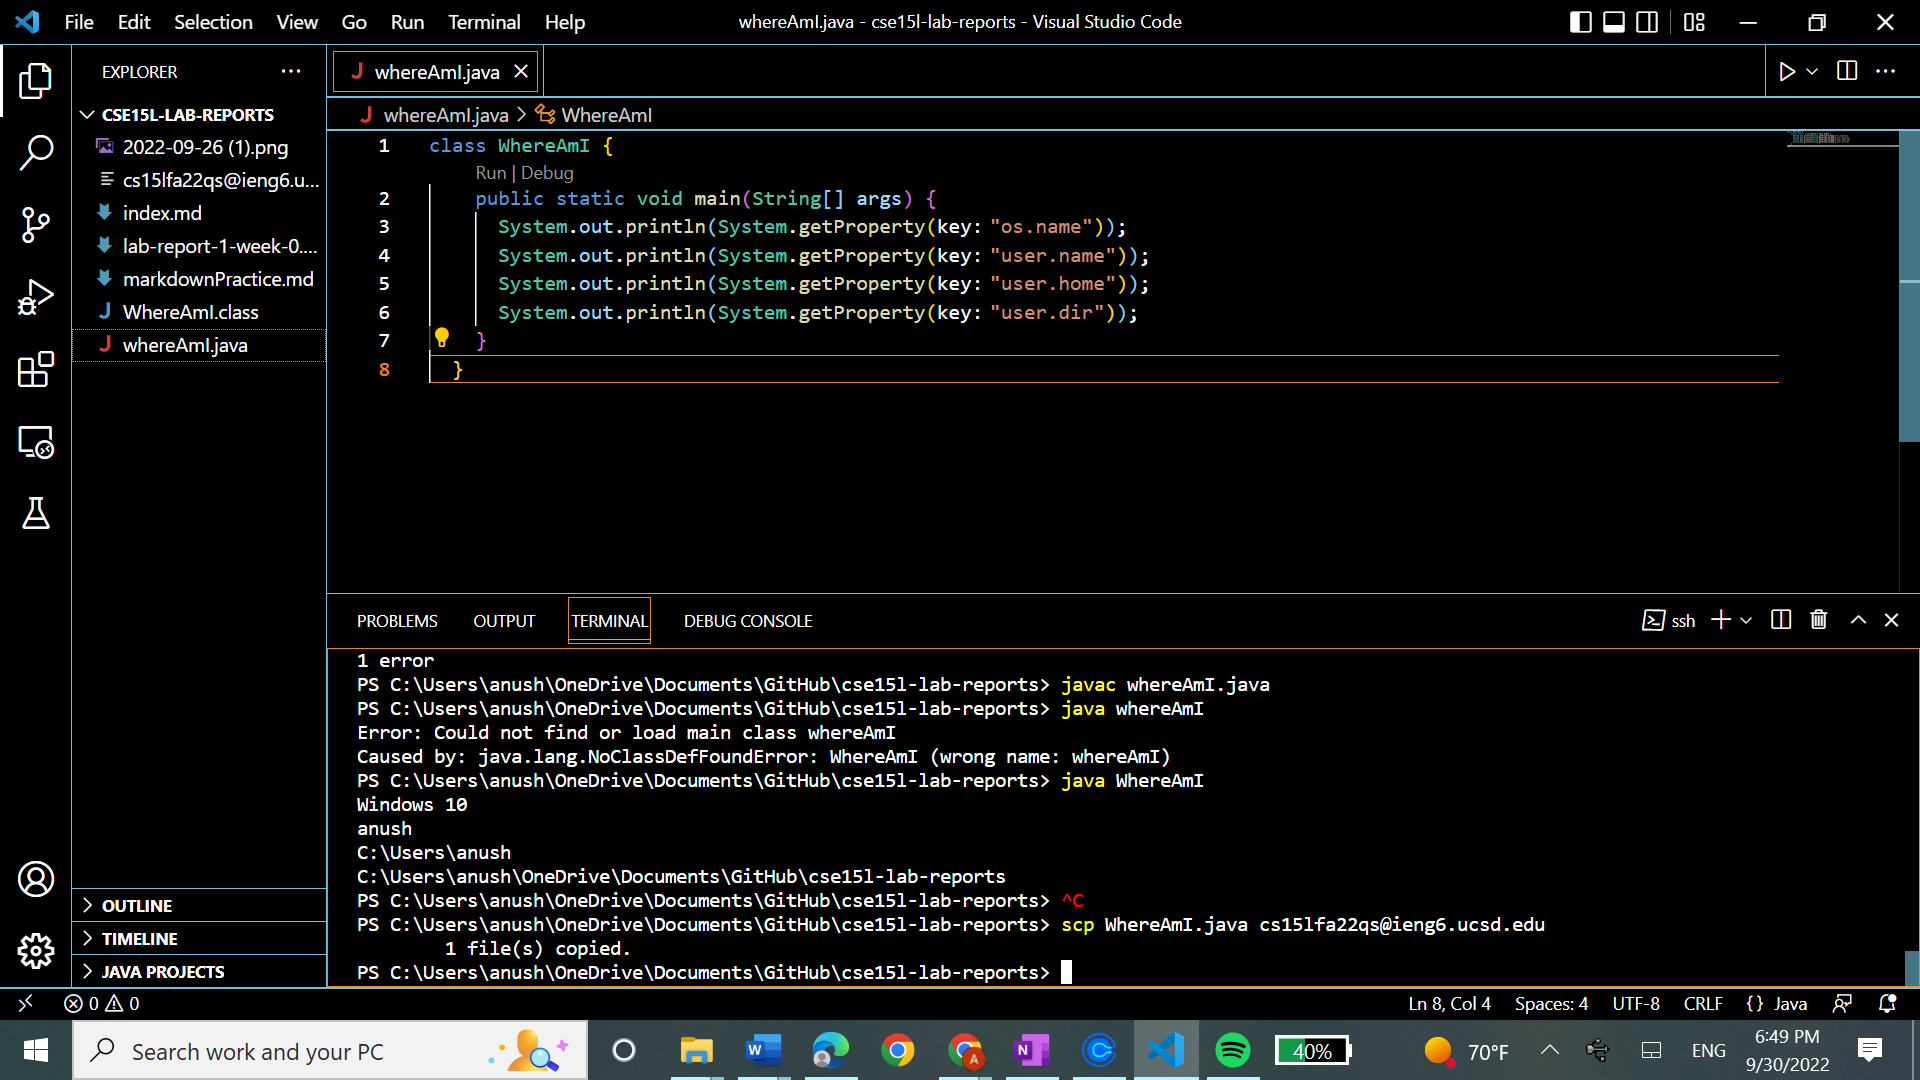 File Edit Selection View Go Run Terminal Help
whereAmI.java - cse15l-lab-reports - Visual Studio Code
EXPLORER
CSE15L-LAB-REPORTS
2022-09-26 (1).png
cs15lfa22qs@ieng6.u...
index.md
lab-report-1-week-0....
markdownPractice.md
WhereAmI.class
whereAmI.java
OUTLINE
TIMELINE
JAVA PROJECTS
whereAmI.java
whereAmI.java > WhereAmI
1 class WhereAmI {
Run | Debug
2 public static void main(String[] args) {
3 System.out.println(System.getProperty(key: "os.name"));
4 System.out.println(System.getProperty(key: "user.name"));
5 System.out.println(System.getProperty(key: "user.home"));
6 System.out.println(System.getProperty(key: "user.dir"));
7 }
8 }
PROBLEMS OUTPUT TERMINAL DEBUG CONSOLE
ssh
1 error
PS C:\Users\anush\OneDrive\Documents\GitHub\cse15l-lab-reports> javac whereAmI.java
PS C:\Users\anush\OneDrive\Documents\GitHub\cse15l-lab-reports> java whereAmI
Error: Could not find or load main class whereAmI
Caused by: java.lang.NoClassDefFoundError: WhereAmI (wrong name: whereAmI)
PS C:\Users\anush\OneDrive\Documents\GitHub\cse15l-lab-reports> java WhereAmI
Windows 10
anush
C:\Users\anush
C:\Users\anush\OneDrive\Documents\GitHub\cse15l-lab-reports
PS C:\Users\anush\OneDrive\Documents\GitHub\cse15l-lab-reports> ^C
PS C:\Users\anush\OneDrive\Documents\GitHub\cse15l-lab-reports> scp WhereAmI.java cs15lfa22qs@ieng6.ucsd.edu
1 file(s) copied.
PS C:\Users\anush\OneDrive\Documents\GitHub\cse15l-lab-reports>
0 0
Ln 8, Col 4 Spaces: 4 UTF-8 CRLF {} Java
Search work and your PC
40%
70°F
ENG
6:49 PM
9/30/2022